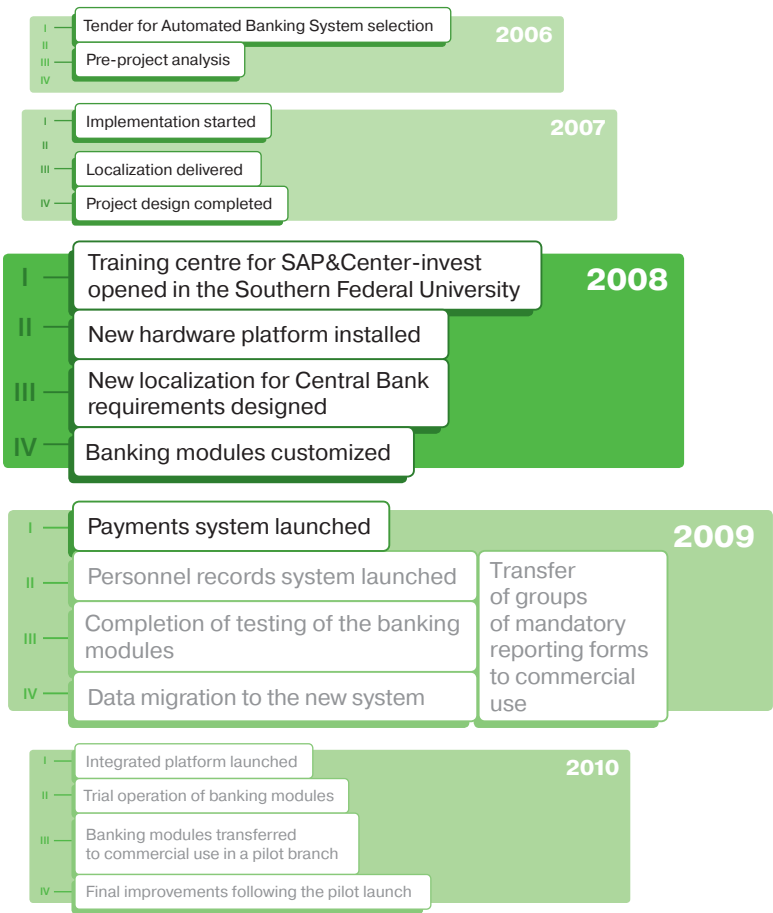 2006
I
Tender for Automated Banking System selection
II
III
Pre-project analysis
IV
2007
I
Implementation started
II
III
Localization delivered
IV
Project design completed
2008
I
Training centre for SAP&Center-invest
opened in the Southern Federal University
II
New hardware platform installed
III
New localization for Central Bank
requirements designed
IV
Banking modules customized
2009
I
Payments system launched
II
Personnel records system launched
III
Completion of testing of the banking
modules
IV
Data migration to the new system
Transfer
of groups
of mandatory
reporting forms
to commercial
use
2010
I
Integrated platform launched
II
Trial operation of banking modules
III
Banking modules transferred
to commercial use in a pilot branch
IV
Final improvements following the pilot launch